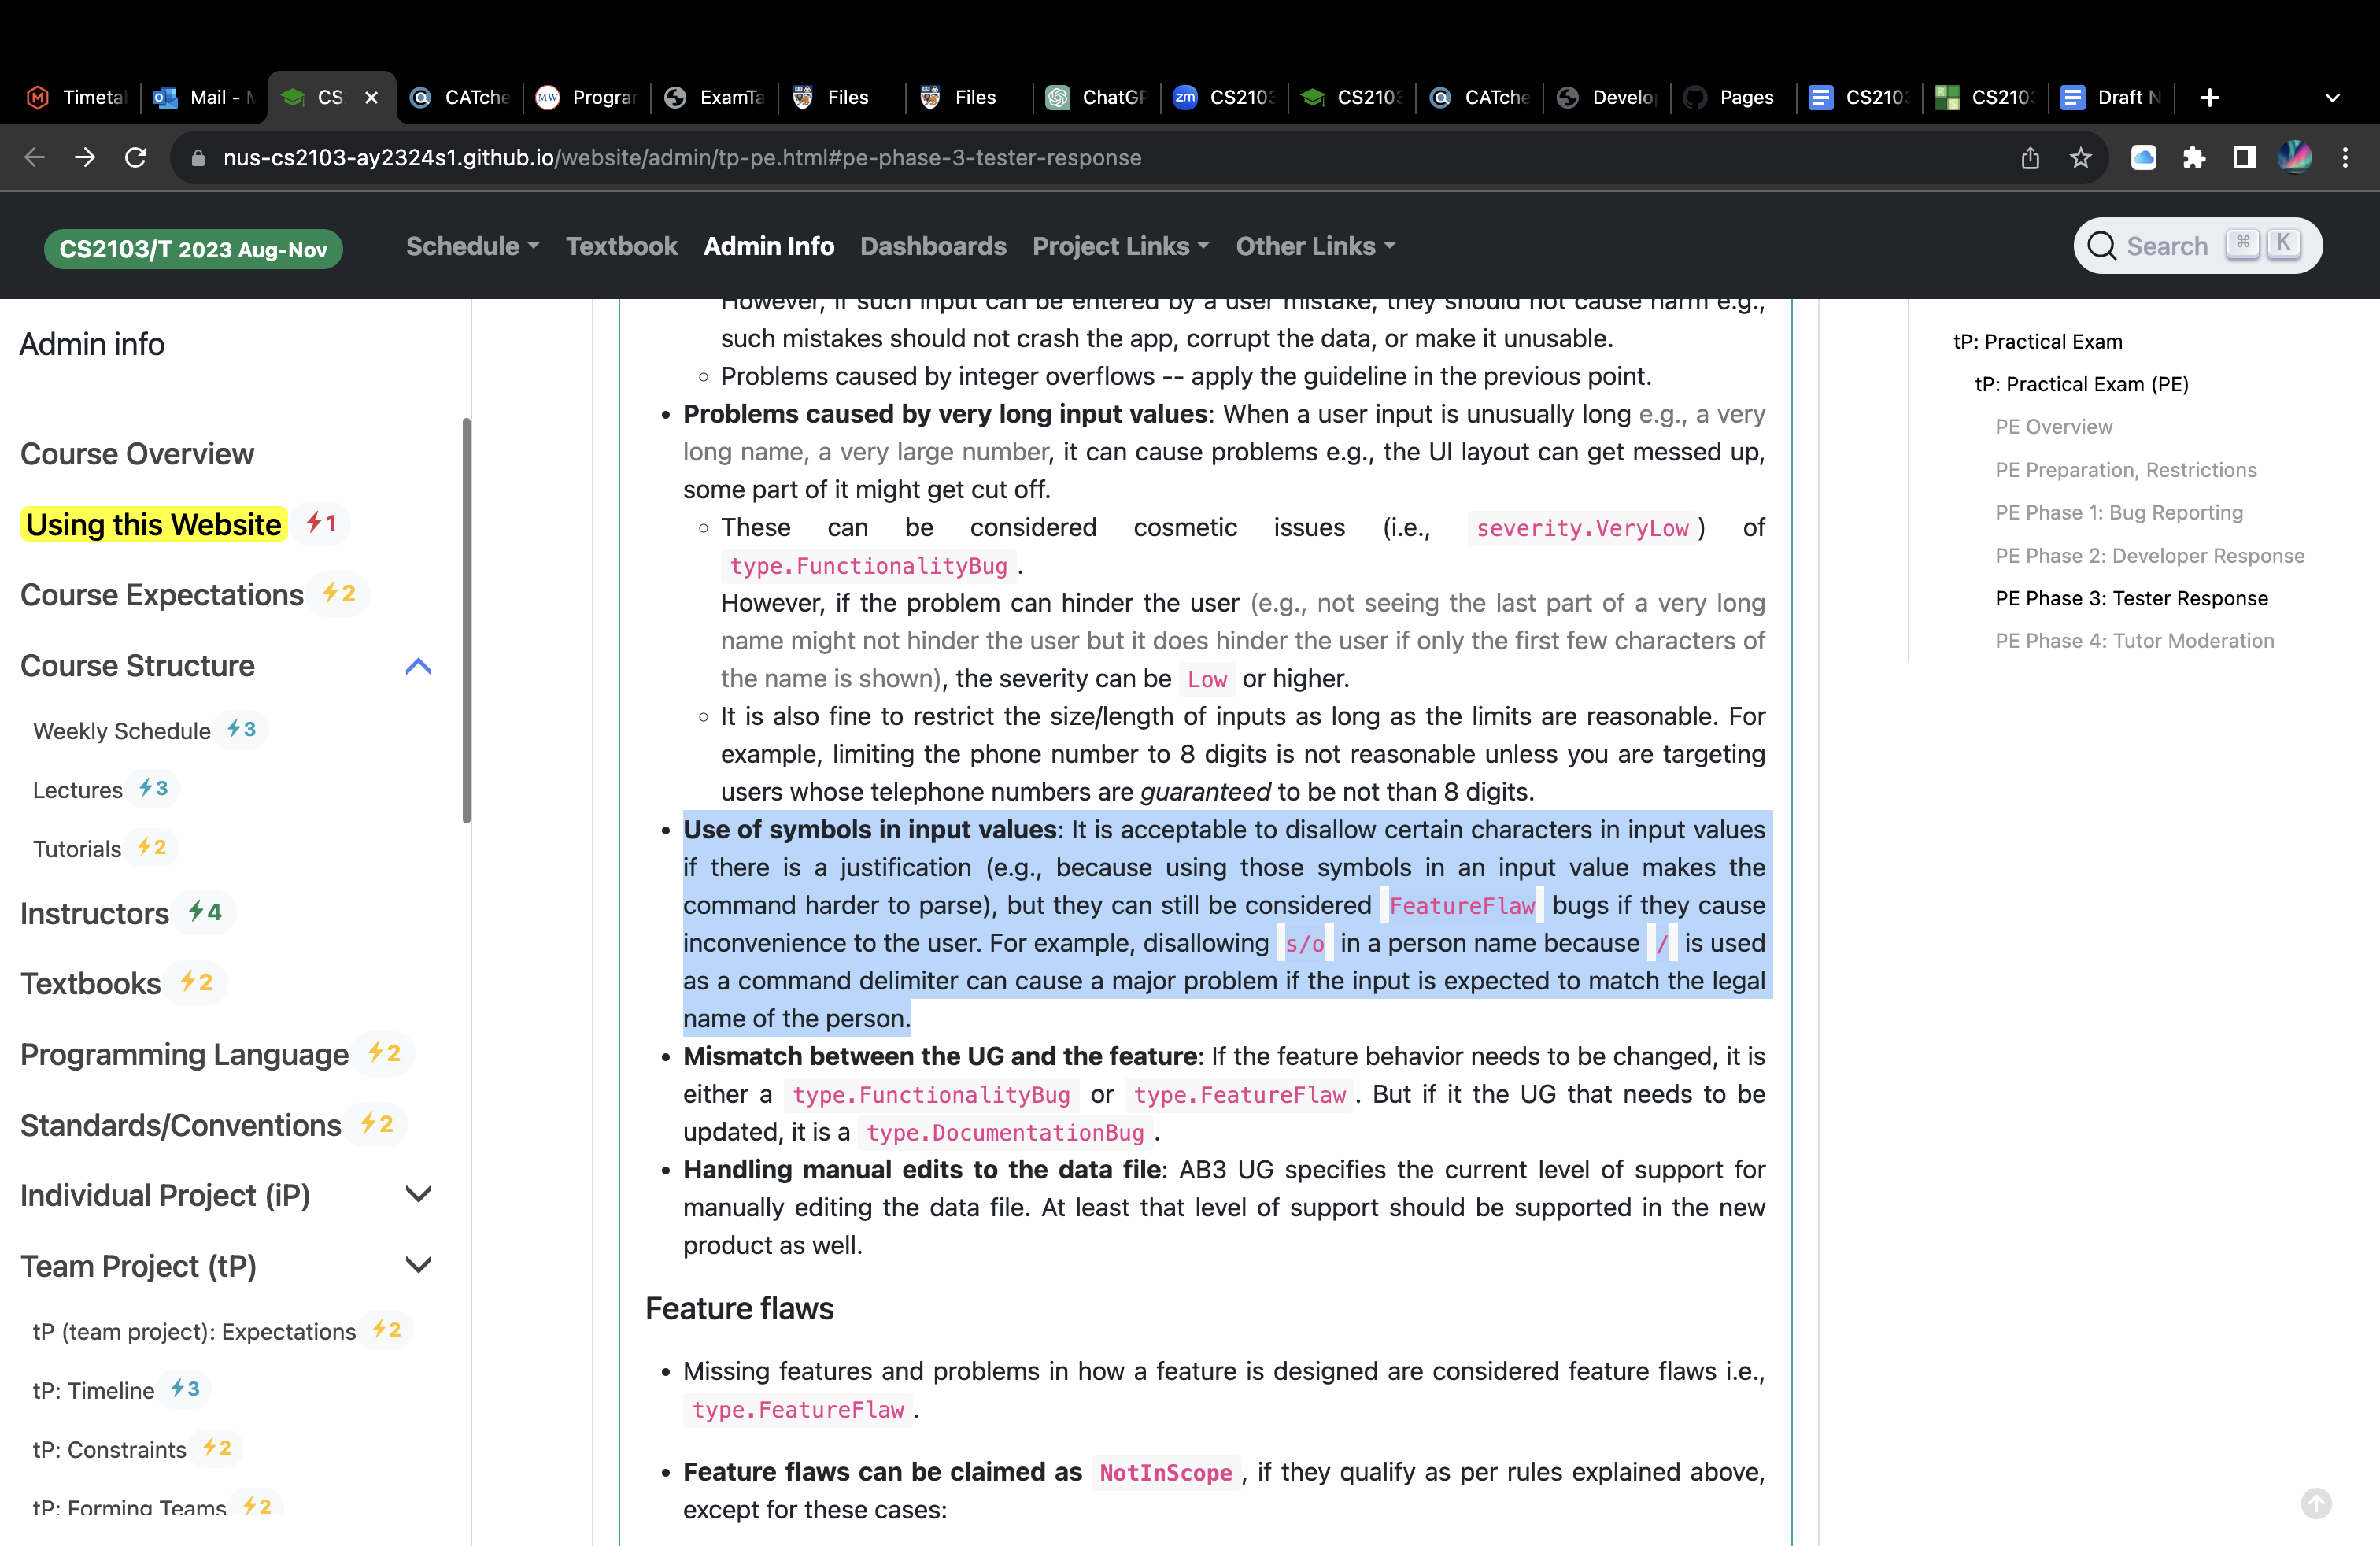 Timetal
Mail - M
CS
CATche
MW Program
ExamTa
Files
Files
ChatGP
zm CS2103
CS2103
CATche
Develop
Pages
CS2103
CS2103
Draft N
nus-cs2103-ay2324s1.github.io/website/admin/tp-pe.html#pe-phase-3-tester-response
CS2103/T 2023 Aug-Nov
Schedule
Textbook
Admin Info
Dashboards
Project Links
Other Links
Search ⌘ K
Admin info
Course Overview
Using this Website 1
Course Expectations 2
Course Structure
Weekly Schedule 3
Lectures 3
Tutorials 2
Instructors 4
Textbooks 2
Programming Language 2
Standards/Conventions 2
Individual Project (iP)
Team Project (tP)
tP (team project): Expectations 2
tP: Timeline 3
tP: Constraints 2
tP: Forming Teams 2
However, if such input can be entered by a user mistake, they should not cause harm e.g.,
such mistakes should not crash the app, corrupt the data, or make it unusable.
Problems caused by integer overflows -- apply the guideline in the previous point.
Problems caused by very long input values: When a user input is unusually long e.g., a very
long name, a very large number, it can cause problems e.g., the UI layout can get messed up,
some part of it might get cut off.
These can be considered cosmetic issues (i.e., severity.VeryLow) of
type.FunctionalityBug.
However, if the problem can hinder the user (e.g., not seeing the last part of a very long
name might not hinder the user but it does hinder the user if only the first few characters of
the name is shown), the severity can be Low or higher.
It is also fine to restrict the size/length of inputs as long as the limits are reasonable. For
example, limiting the phone number to 8 digits is not reasonable unless you are targeting
users whose telephone numbers are guaranteed to be not than 8 digits.
Use of symbols in input values: It is acceptable to disallow certain characters in input values
if there is a justification (e.g., because using those symbols in an input value makes the
command harder to parse), but they can still be considered FeatureFlaw bugs if they cause
inconvenience to the user. For example, disallowing s/o in a person name because / is used
as a command delimiter can cause a major problem if the input is expected to match the legal
name of the person.
Mismatch between the UG and the feature: If the feature behavior needs to be changed, it is
either a type.FunctionalityBug or type.FeatureFlaw. But if it the UG that needs to be
updated, it is a type.DocumentationBug.
Handling manual edits to the data file: AB3 UG specifies the current level of support for
manually editing the data file. At least that level of support should be supported in the new
product as well.
Feature flaws
Missing features and problems in how a feature is designed are considered feature flaws i.e.,
type.FeatureFlaw.
Feature flaws can be claimed as NotInScope, if they qualify as per rules explained above,
except for these cases:
tP: Practical Exam
tP: Practical Exam (PE)
PE Overview
PE Preparation, Restrictions
PE Phase 1: Bug Reporting
PE Phase 2: Developer Response
PE Phase 3: Tester Response
PE Phase 4: Tutor Moderation